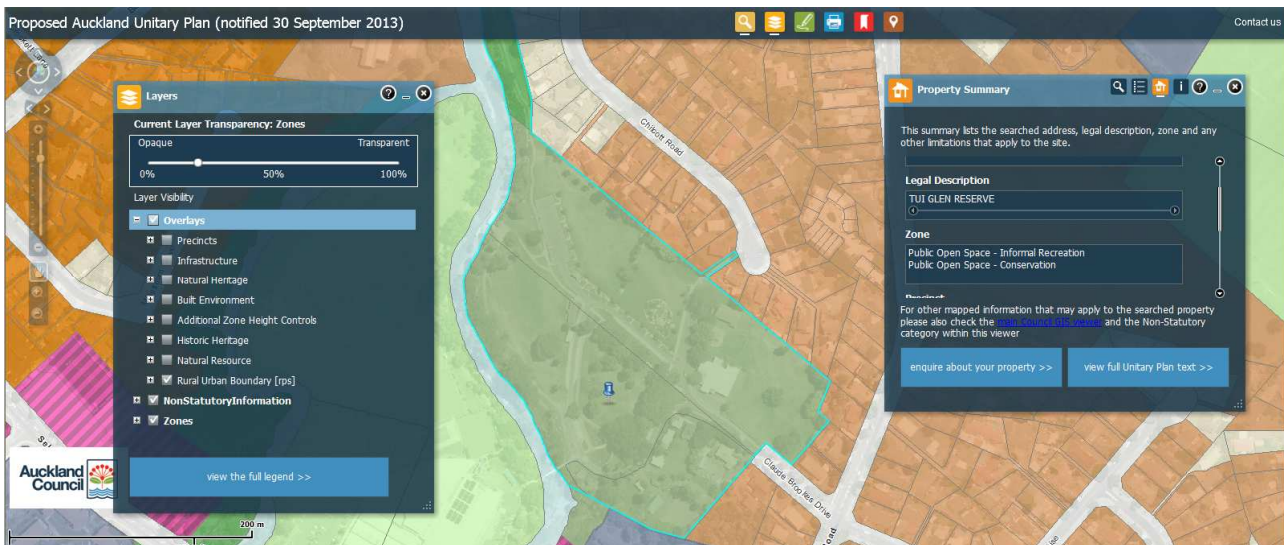 Proposed Auckland Unitary Plan (notified 30 September 2013)
Contact us
Layers
Current Layer Transparency: Zones
Opaque Transparent
0% 50% 100%
Layer Visibility
Overlays
Precincts
Infrastructure
Natural Heritage
Built Environment
Additional Zone Height Controls
Historic Heritage
Natural Resource
Rural Urban Boundary [rps]
NonStatutoryInformation
Zones
view the full legend >>
Auckland
Council
200 m
Chilcott Road
Claude Brookes Drive
Road
Property Summary
This summary lists the searched address, legal description, zone and any
other limitations that apply to the site.
Legal Description
TUI GLEN RESERVE
Zone
Public Open Space - Informal Recreation
Public Open Space - Conservation
Precinct
For other mapped information that may apply to the searched property
please also check the main Council GIS viewer and the Non-Statutory
category within this viewer
enquire about your property >>
view full Unitary Plan text >>